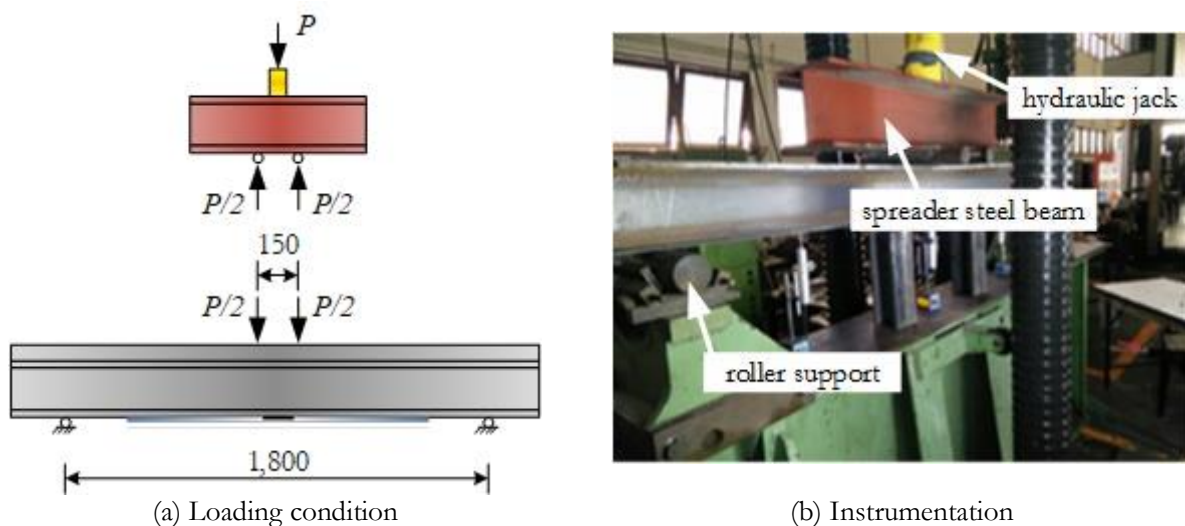 P
P/2 P/2
150
P/2 P/2
1,800
(a) Loading condition
hydraulic jack
spreader steel beam
roller support
(b) Instrumentation